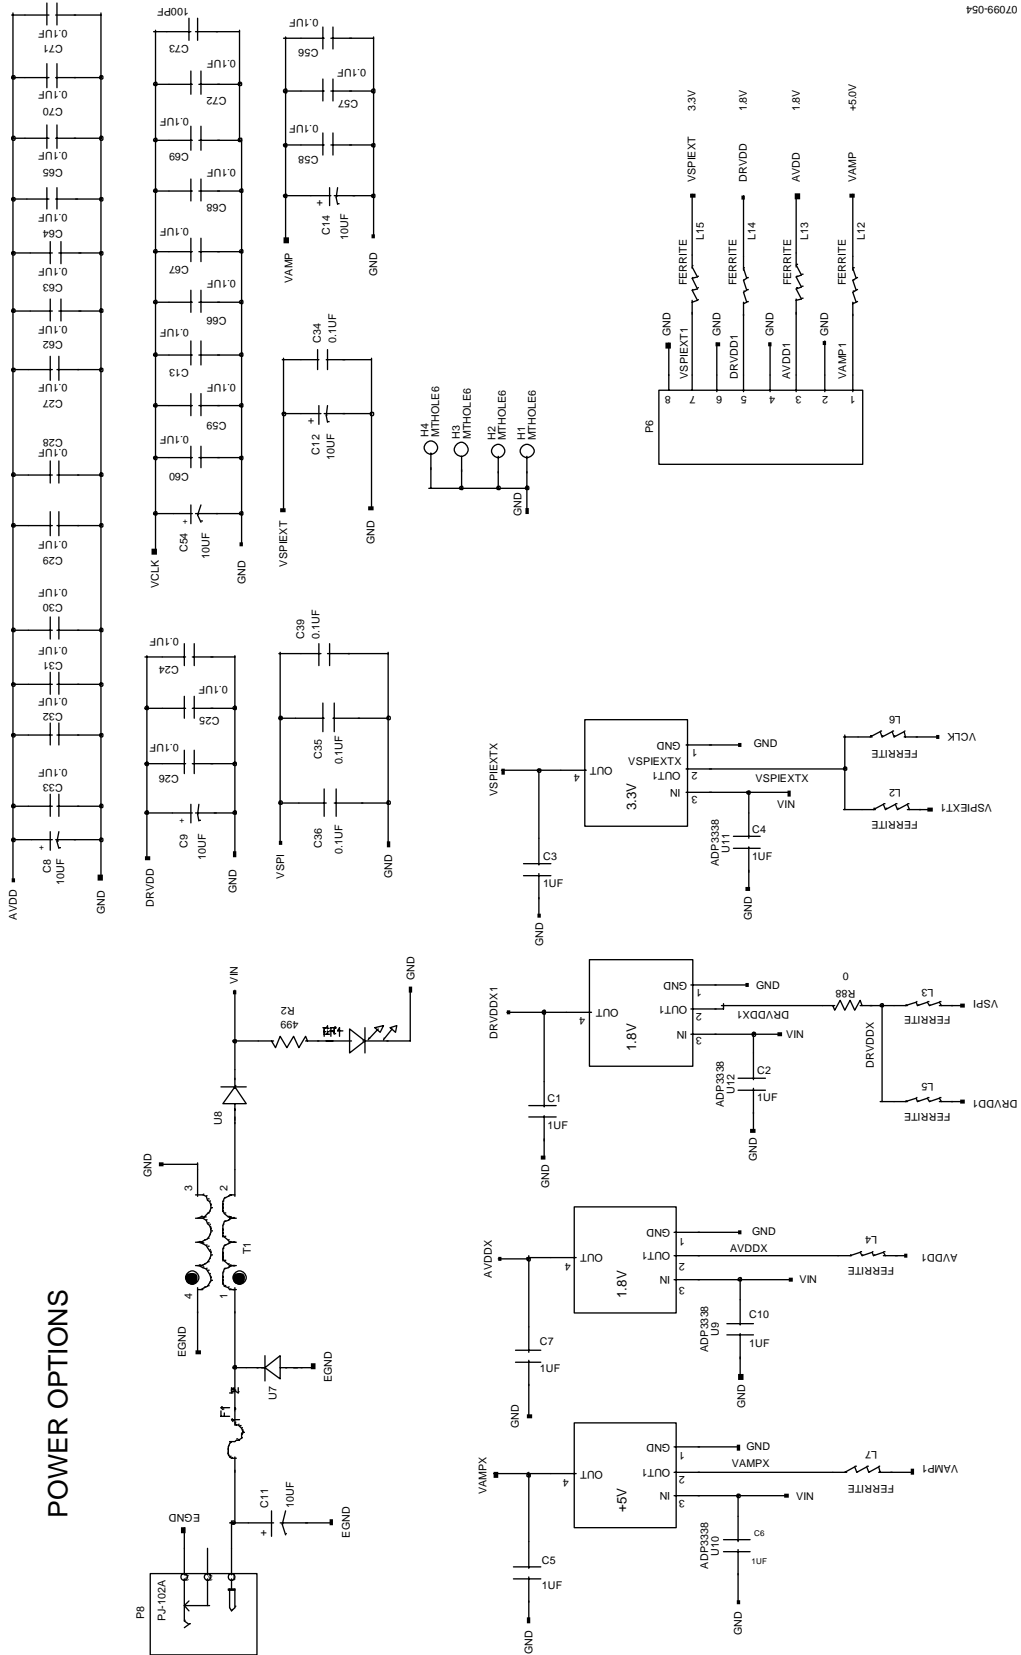 07099-054
POWER OPTIONS
AVDD
GND
C8
10UF
+
C33
0.1UF
C32
0.1UF
C31
0.1UF
C30
0.1UF
C29
0.1UF
C28
0.1UF
C27
0.1UF
C62
0.1UF
C63
0.1UF
C64
0.1UF
C65
0.1UF
C70
0.1UF
C71
0.1UF
DRVDD
GND
C9
10UF
+
C26
0.1UF
C25
0.1UF
C24
0.1UF
VCLK
GND
C54
10UF
+
C60
0.1UF
C59
0.1UF
C13
0.1UF
C66
0.1UF
C67
0.1UF
C68
0.1UF
C69
0.1UF
C72
0.1UF
C73
100PF
VSPI
GND
C36
0.1UF
C35
0.1UF
C39
0.1UF
VSPIEXT
GND
C12
10UF
+
C34
0.1UF
VAMP
GND
C14
10UF
+
C58
0.1UF
C57
0.1UF
C56
0.1UF
GND
H4
MTHOLE6
H3
MTHOLE6
H2
MTHOLE6
H1
MTHOLE6
P6
8
GND
7
VSPIEXT1
FERRITE
L15
VSPIEXT
3.3V
6
GND
5
DRVDD1
FERRITE
L14
DRVDD
1.8V
4
GND
3
AVDD1
FERRITE
L13
AVDD
1.8V
2
GND
1
VAMP1
FERRITE
L12
VAMP
+5.0V
P8
PJ-102A
EGND
C11
10UF
+
EGND
F1
U7
EGND
EGND
4
3
GND
1
2
T1
U8
VIN
R2
499
GND
VAMPX
C5
1UF
GND
+5V
4
OUT
GND
1
GND
OUT1
2
VAMPX
IN
3
VIN
ADP3338
U10
C6
1UF
GND
L7
FERRITE
VAMP1
AVDDX
C7
1UF
GND
1.8V
4
OUT
GND
1
GND
OUT1
2
AVDDX
IN
3
VIN
ADP3338
U9
C10
1UF
GND
L4
FERRITE
AVDD1
DRVDDX1
C1
1UF
GND
1.8V
4
OUT
GND
1
GND
OUT1
2
DRVDDX1
IN
3
VIN
ADP3338
U12
C2
1UF
GND
R88
0
DRVDDX
L5
FERRITE
DRVDD1
L3
FERRITE
VSPI
VSPIEXTX
C3
1UF
GND
3.3V
4
OUT
GND
1
GND
VSPIEXTX
OUT1
2
VSPIEXTX
IN
3
VIN
ADP3338
U11
C4
1UF
GND
L2
FERRITE
VSPIEXT1
L6
FERRITE
VCLK